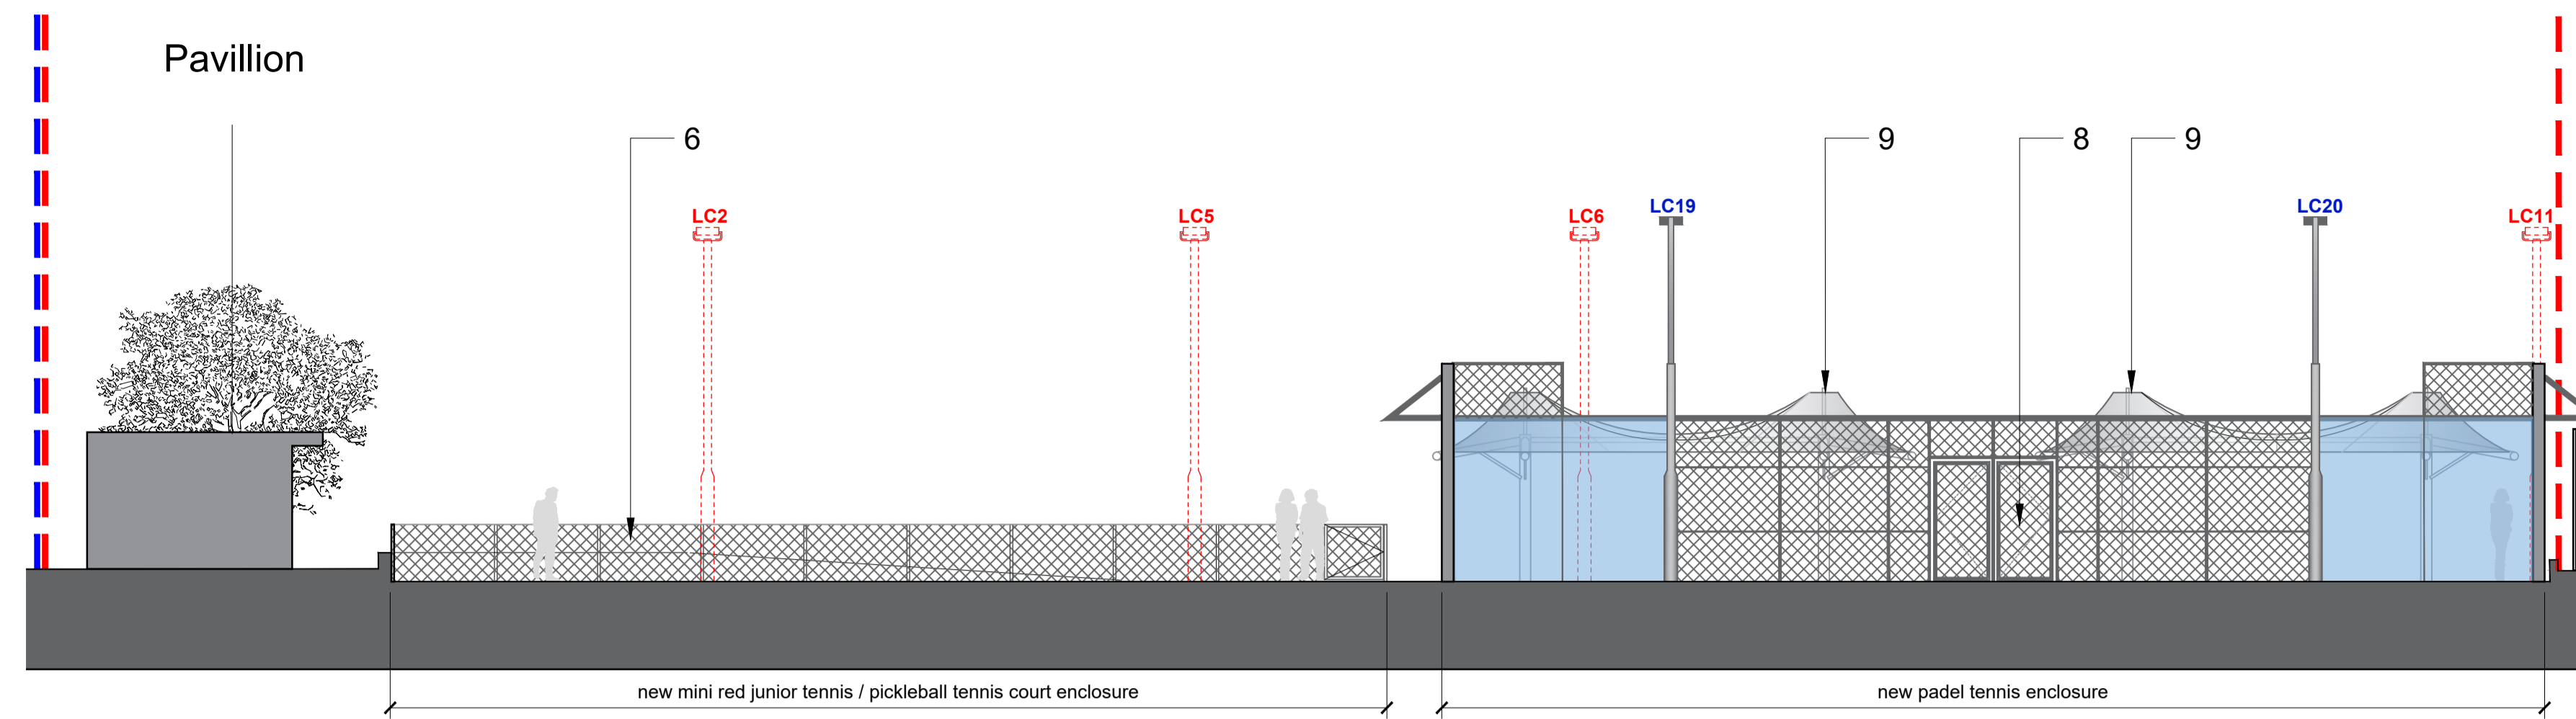 Pavillion
6
9
8
9
LC2
LC5
LC6
LC19
LC20
LC11
new mini red junior tennis / pickleball tennis court enclosure
new padel tennis enclosure